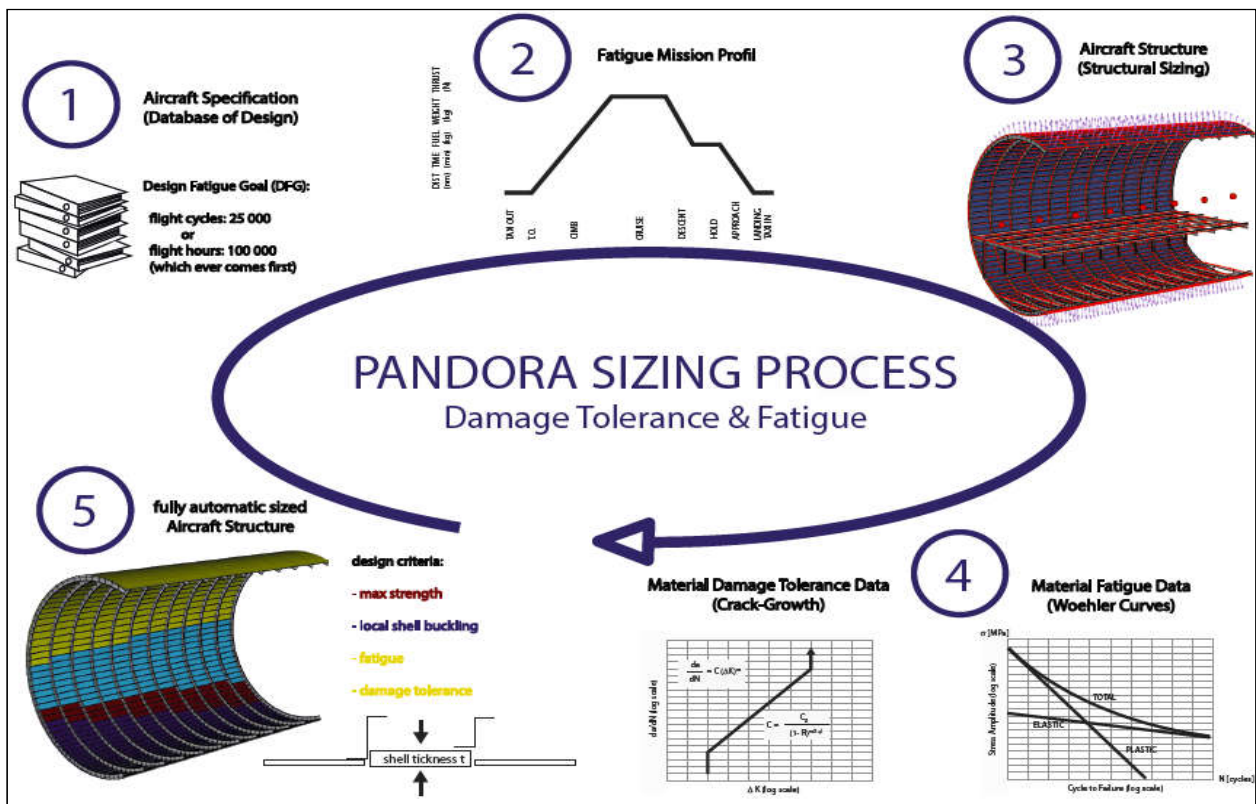 1
Aircraft Specification
(Database of Design)
Design Fatigue Goal (DFG):
flight cycles: 25 000
or
flight hours: 100 000
(which ever comes first)
2
Fatigue Mission Profil
DIST TIME FUEL WEIGHT THRUST
(nm) (min) (kg) (kg) (N)
TAXI OUT
T.O.
CLIMB
CRUISE
DESCENT
HOLD
APPROACH
LANDING
TAXI IN
3
Aircraft Structure
(Structural Sizing)
PANDORA SIZING PROCESS
Damage Tolerance & Fatigue
4
Material Fatigue Data
(Woehler Curves)
σ [MPa]
Stress Amplitude (log scale)
TOTAL
ELASTIC
PLASTIC
N [cycles]
Cycle to Failure (log scale)
Material Damage Tolerance Data
(Crack-Growth)
da/dN (log scale)
da/dN = C (ΔK)ᵐ
Δ K (log scale)
5
fully automatic sized
Aircraft Structure
design criteria:
- max strength
- local shell buckling
- fatigue
- damage tolerance
shell tickness t